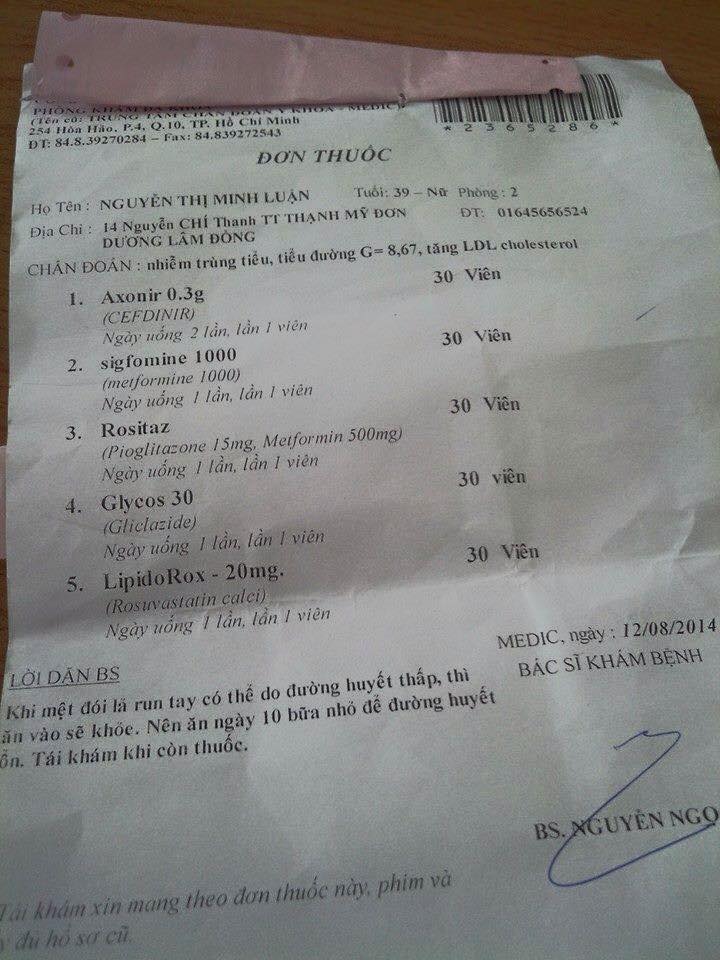 PHÒNG KHÁM ĐA KHOA
(Tên cũ: TRUNG TÂM CHẨN ĐOÁN Y KHOA - MEDIC)
254 Hòa Hảo, P.4, Q.10, TP. Hồ Chí Minh
ĐT: 84.8.39270284 – Fax: 84.839272543
*2365286*
ĐƠN THUỐC
Họ Tên : NGUYỄN THỊ MINH LUẬN Tuổi: 39 – Nữ Phòng : 2
Địa Chỉ : 14 Nguyễn CHÍ Thanh TT THẠNH MỸ ĐƠN ĐT: 01645656524
DƯƠNG LÂM ĐỒNG
CHẨN ĐOÁN : nhiễm trùng tiểu, tiểu đường G= 8,67, tăng LDL cholesterol
1. Axonir 0.3g 30 Viên
(CEFDINIR)
Ngày uống 2 lần, lần 1 viên
2. sigfomine 1000 30 Viên
(metformine 1000)
Ngày uống 1 lần, lần 1 viên
3. Rositaz 30 Viên
(Pioglitazone 15mg, Metformin 500mg)
Ngày uống 1 lần, lần 1 viên
4. Glycos 30 30 viên
(Gliclazide)
Ngày uống 1 lần, lần 1 viên
5. LipidoRox - 20mg. 30 Viên
(Rosuvastatin calci)
Ngày uống 1 lần, lần 1 viên
MEDIC, ngày : 12/08/2014
BÁC SĨ KHÁM BỆNH
LỜI DẶN BS
Khi mệt đói lả run tay có thể do đường huyết thấp, thì
ăn vào sẽ khỏe. Nên ăn ngày 10 bữa nhỏ để đường huyết
ổn. Tái khám khi còn thuốc.
BS. NGUYỄN NGỌ
Tái khám xin mang theo đơn thuốc này, phim và
đủ hồ sơ cũ.